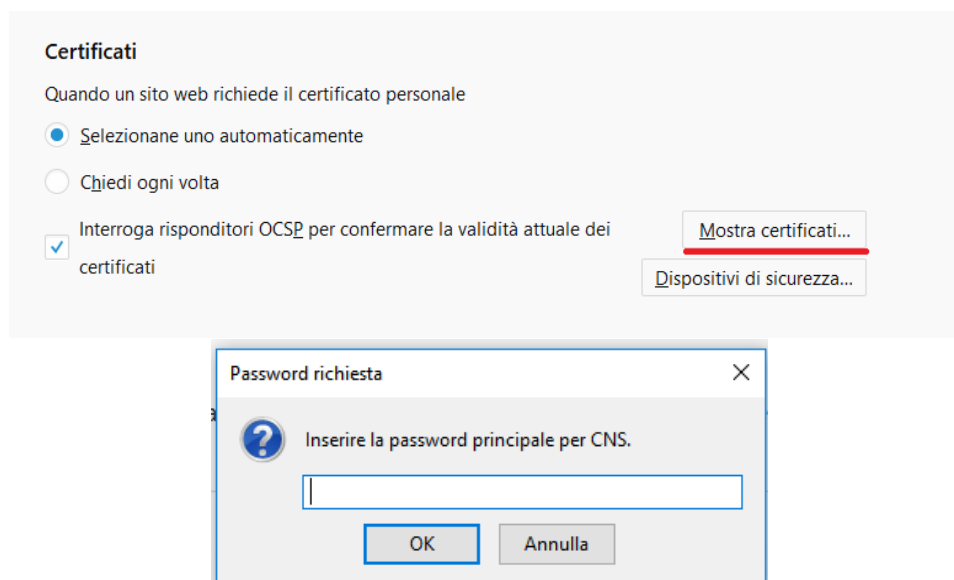 Certificati
Quando un sito web richiede il certificato personale
Selezionane uno automaticamente
Chiedi ogni volta
Interroga risponditori OCSP per confermare la validità attuale dei
certificati
Mostra certificati...
Dispositivi di sicurezza...
Password richiesta
Inserire la password principale per CNS.
OK
Annulla